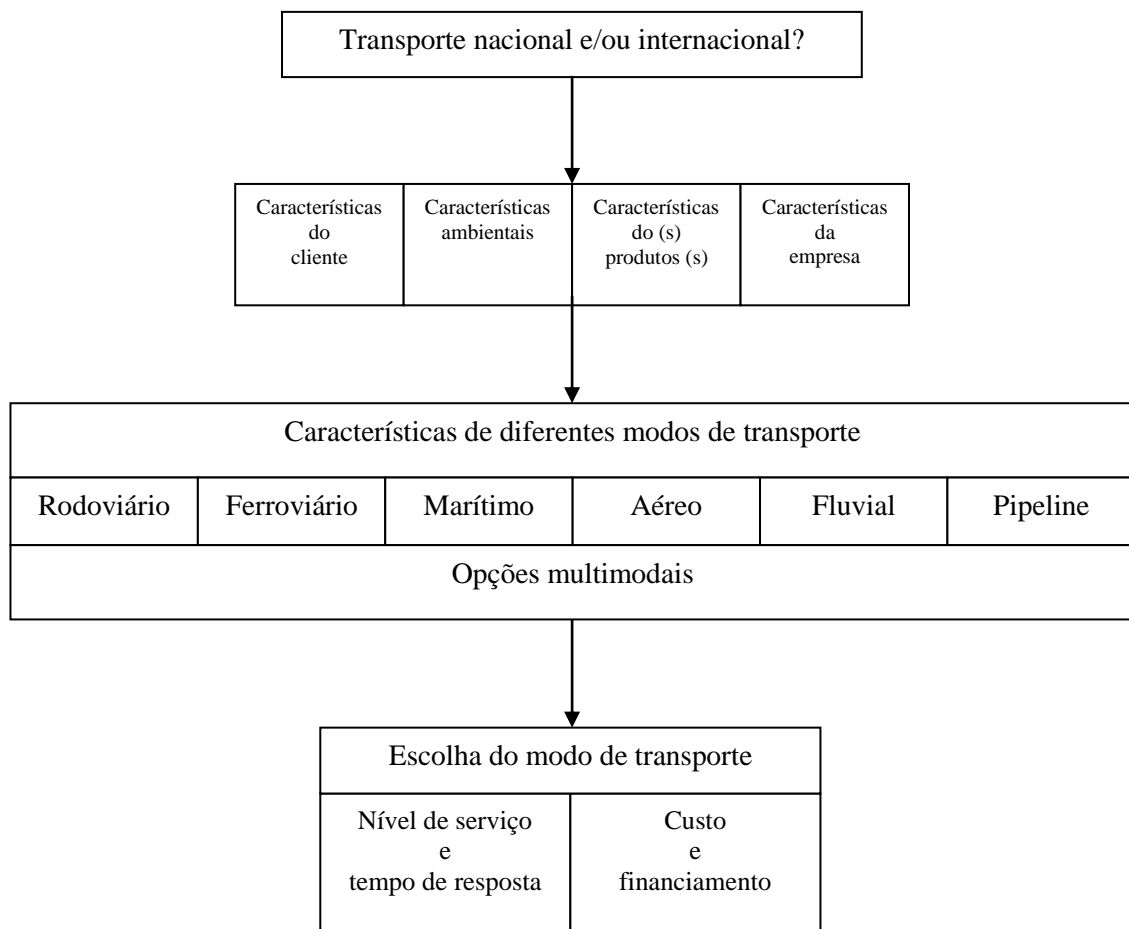 Transporte nacional e/ou internacional?
Características
do
cliente
Características
ambientais
Características
do (s)
produtos (s)
Características
da
empresa
Características de diferentes modos de transporte
Rodoviário
Ferroviário
Marítimo
Aéreo
Fluvial
Pipeline
Opções multimodais
Escolha do modo de transporte
Nível de serviço
e
tempo de resposta
Custo
e
financiamento